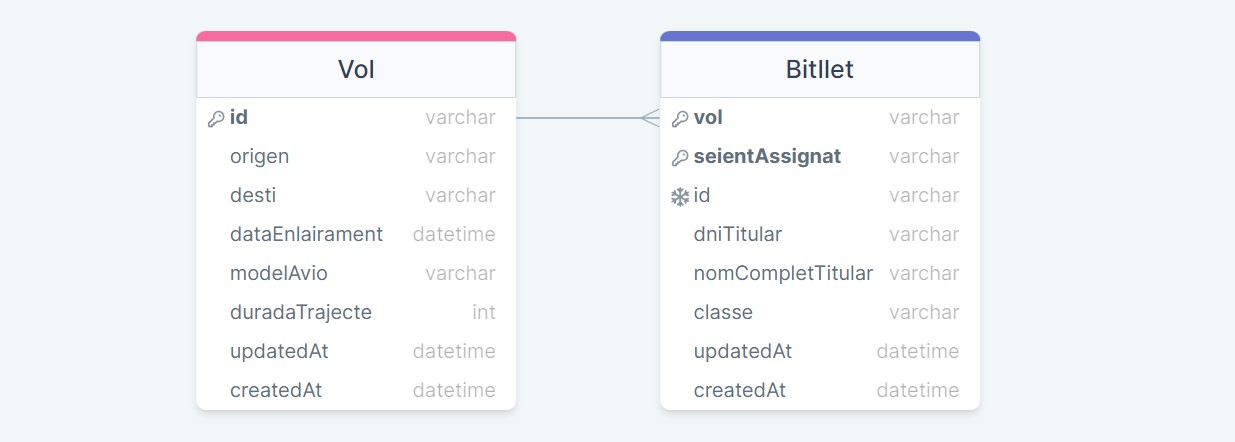 Vol
id varchar
origen varchar
desti varchar
dataEnlairament datetime
modelAvio varchar
duradaTrajecte int
updatedAt datetime
createdAt datetime
Bitllet
vol varchar
seientAssignat varchar
id varchar
dniTitular varchar
nomCompletTitular varchar
classe varchar
updatedAt datetime
createdAt datetime